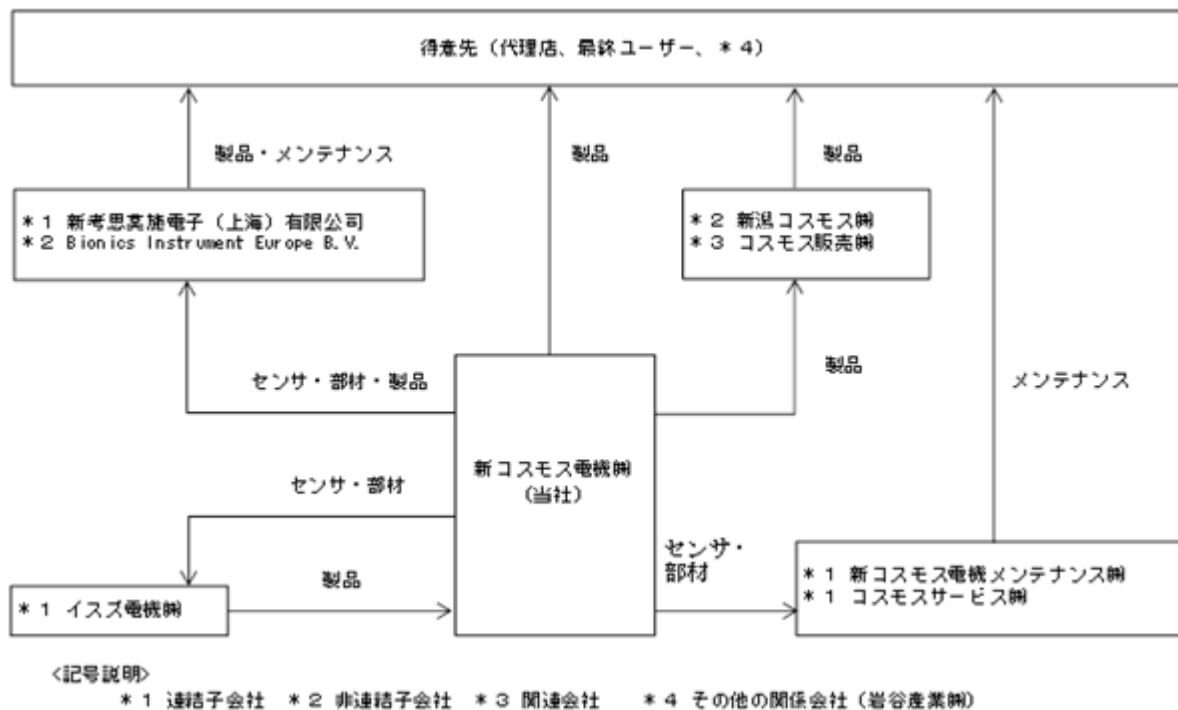 得意先（代理店、最終ユーザー、＊４）
製品・メンテナンス
製品
製品
＊１ 新考思莫施電子（上海）有限公司
＊２ Bionics Instrument Europe B.V.
＊２ 新潟コスモス㈱
＊３ コスモス販売㈱
センサ・部材・製品
製品
メンテナンス
新コスモス電機㈱
（当社）
センサ・部材
製品
センサ・
部材
＊１ イスズ電機㈱
＊１ 新コスモス電機メンテナンス㈱
＊１ コスモスサービス㈱
<記号説明>
＊１ 連結子会社 ＊２ 非連結子会社 ＊３ 関連会社 ＊４ その他の関係会社（岩谷産業㈱）